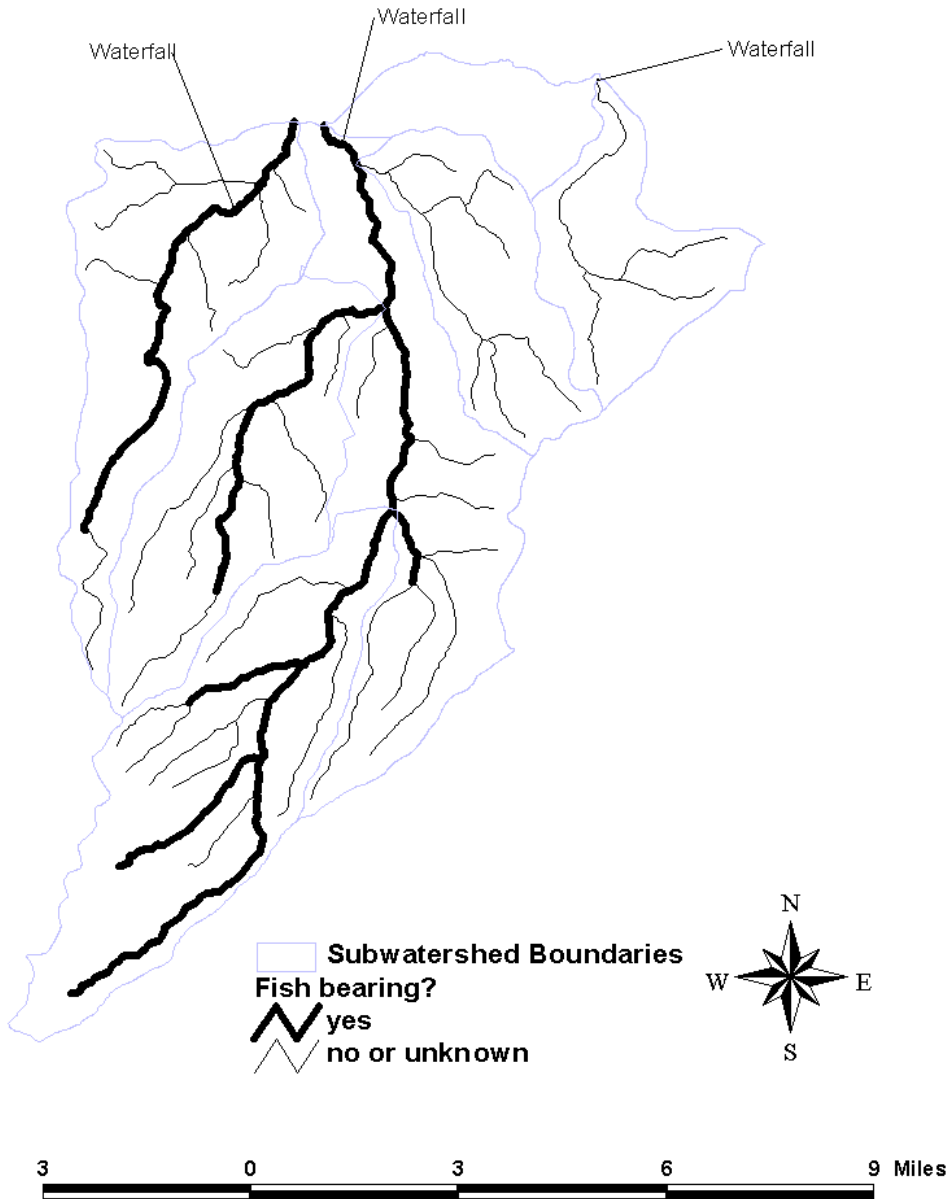 Waterfall
Waterfall
Waterfall
N
W E
S
Subwatershed Boundaries
Fish bearing?
yes
no or unknown
3 0 3 6 9 Miles